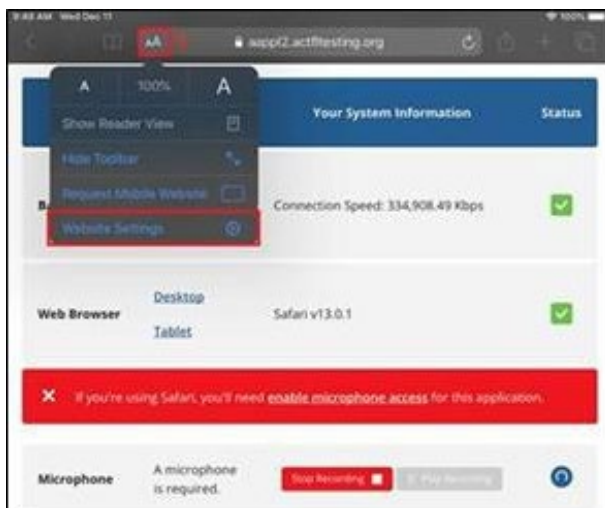 9:48 AM Wed Dec 11
100%
AA
aappl2.actfltesting.org
A 100% A
Show Reader View
Hide Toolbar
Request Mobile Website
Website Settings
Your System Information
Status
Connection Speed: 334,908.49 Kbps
Web Browser
Desktop
Tablet
Safari v13.0.1
If you're using Safari, you'll need enable microphone access for this application.
Microphone
A microphone
is required.
Stop Recording
Play Recording